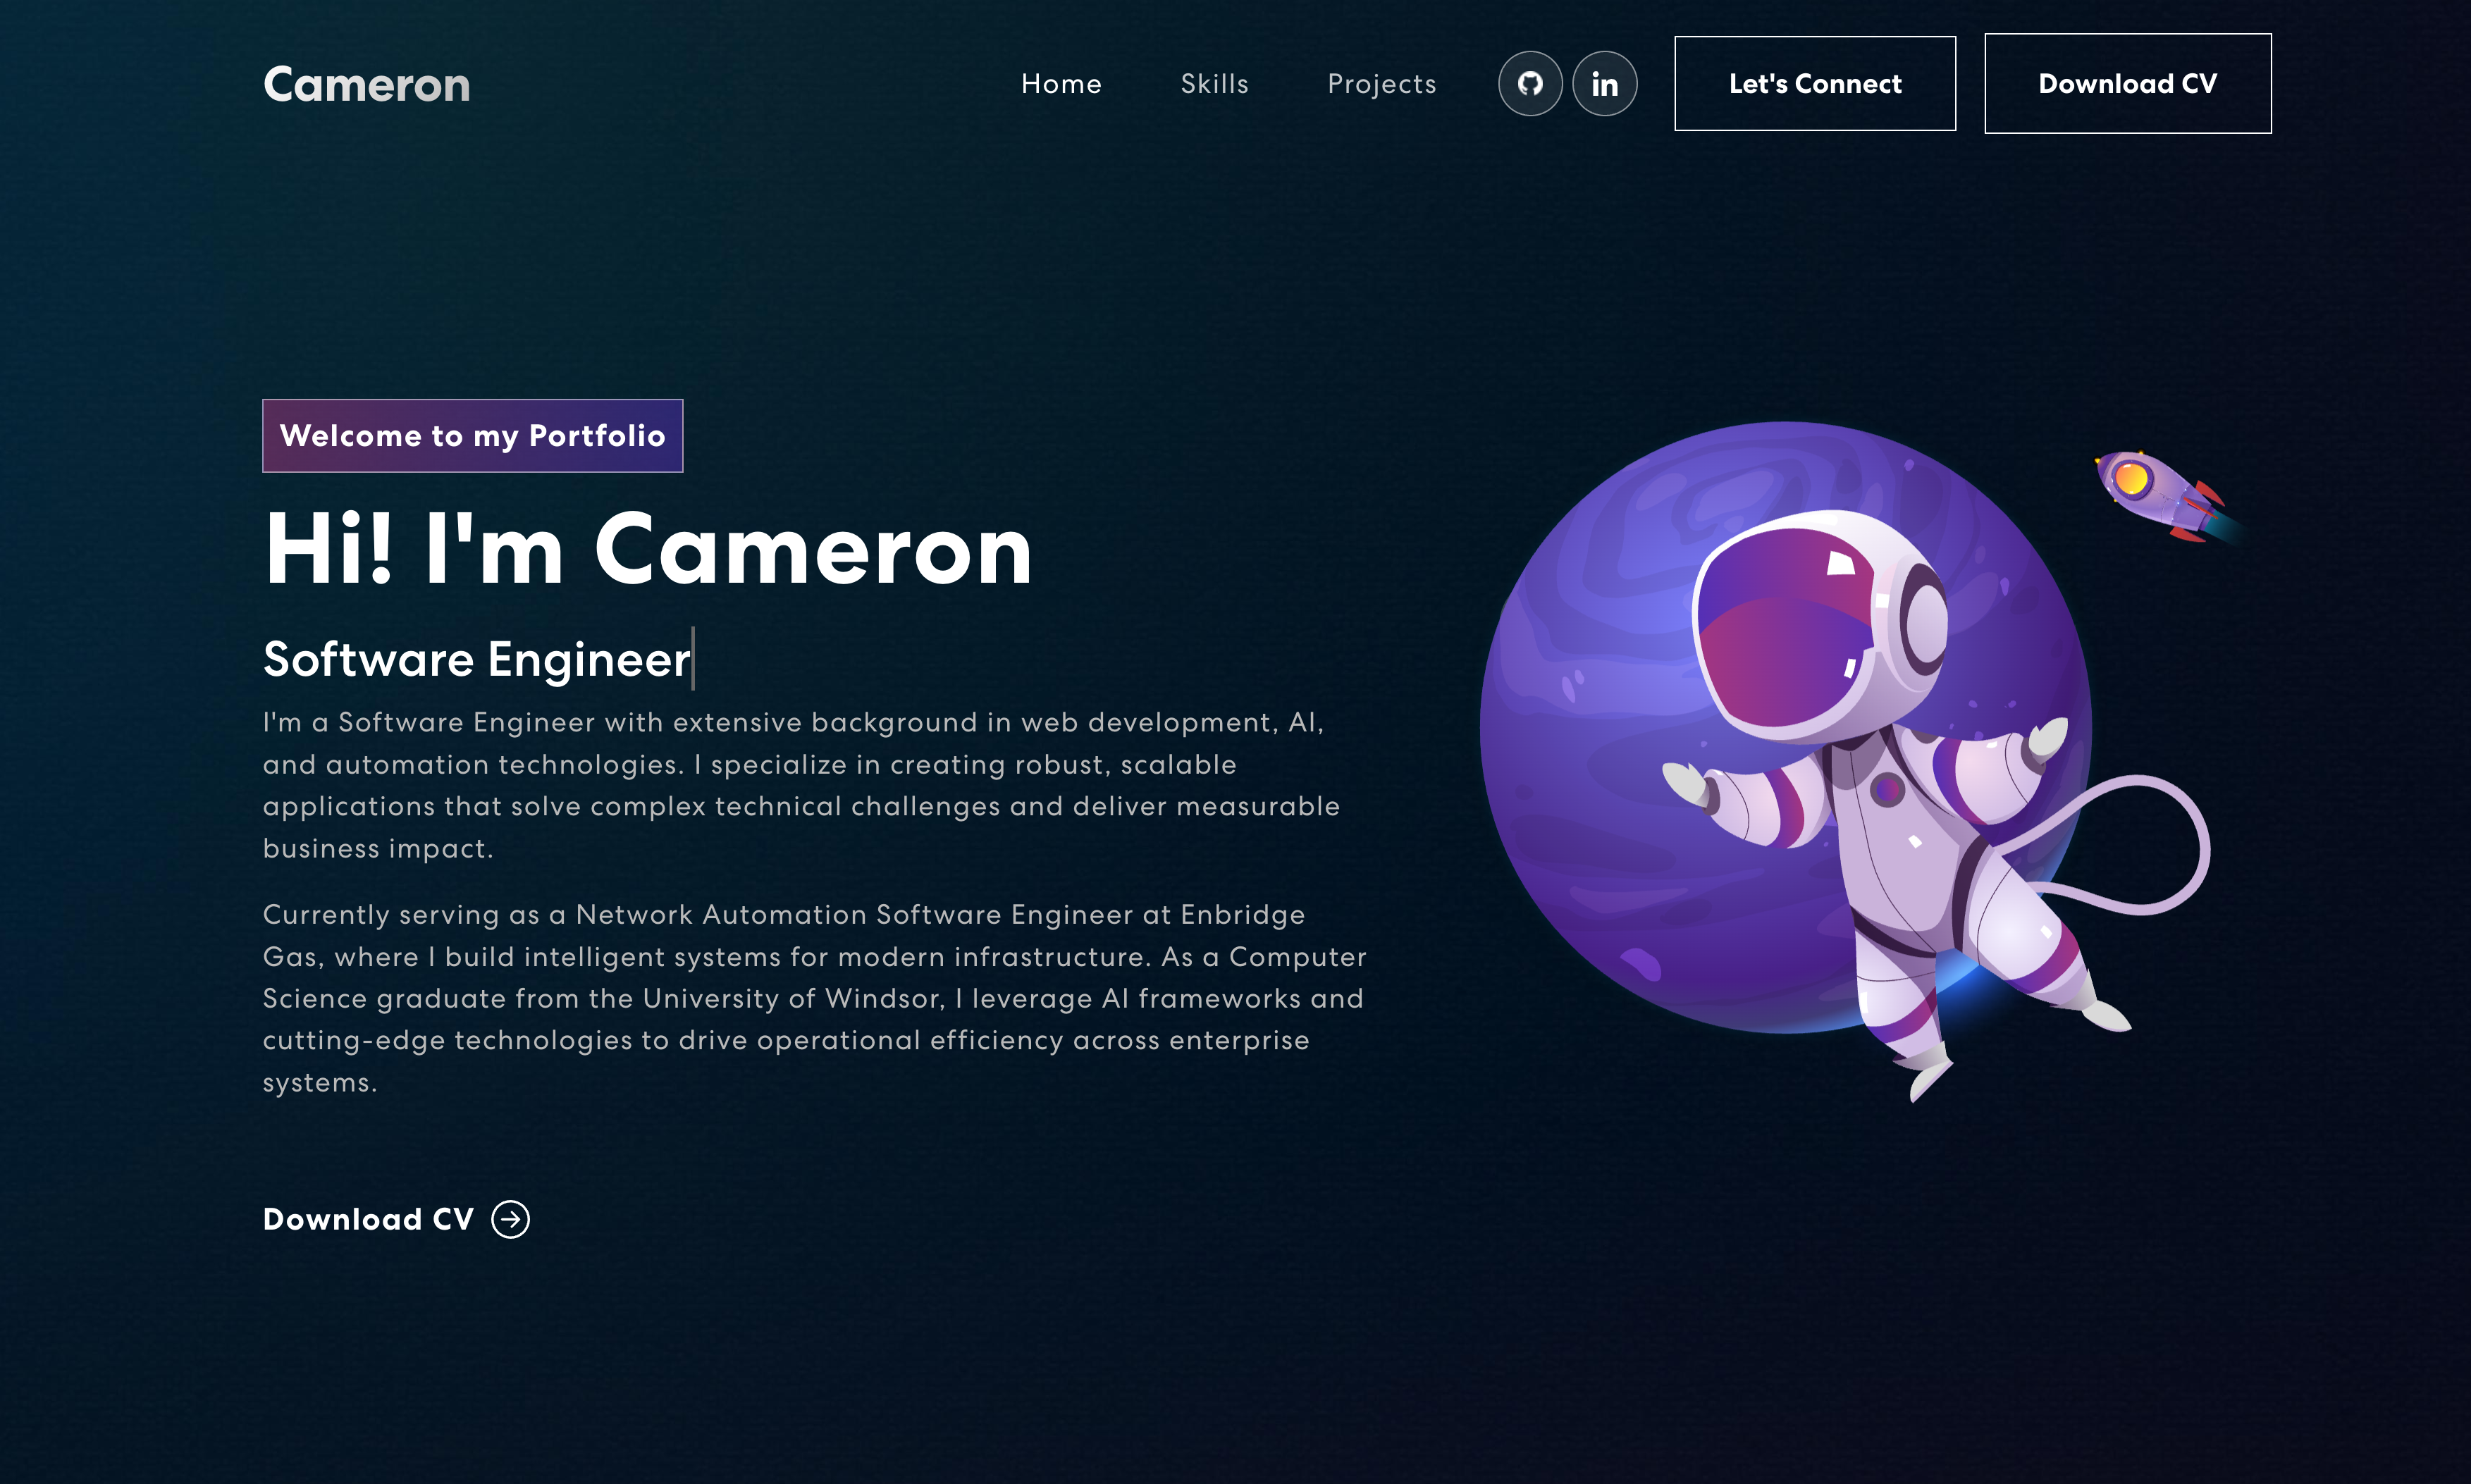 Cameron
Home
Skills
Projects
in
Let's Connect
Download CV
Welcome to my Portfolio
Hi! I'm Cameron
Software Engineer
I'm a Software Engineer with extensive background in web development, AI,
and automation technologies. I specialize in creating robust, scalable
applications that solve complex technical challenges and deliver measurable
business impact.
Currently serving as a Network Automation Software Engineer at Enbridge
Gas, where I build intelligent systems for modern infrastructure. As a Computer
Science graduate from the University of Windsor, I leverage AI frameworks and
cutting-edge technologies to drive operational efficiency across enterprise
systems.
Download CV